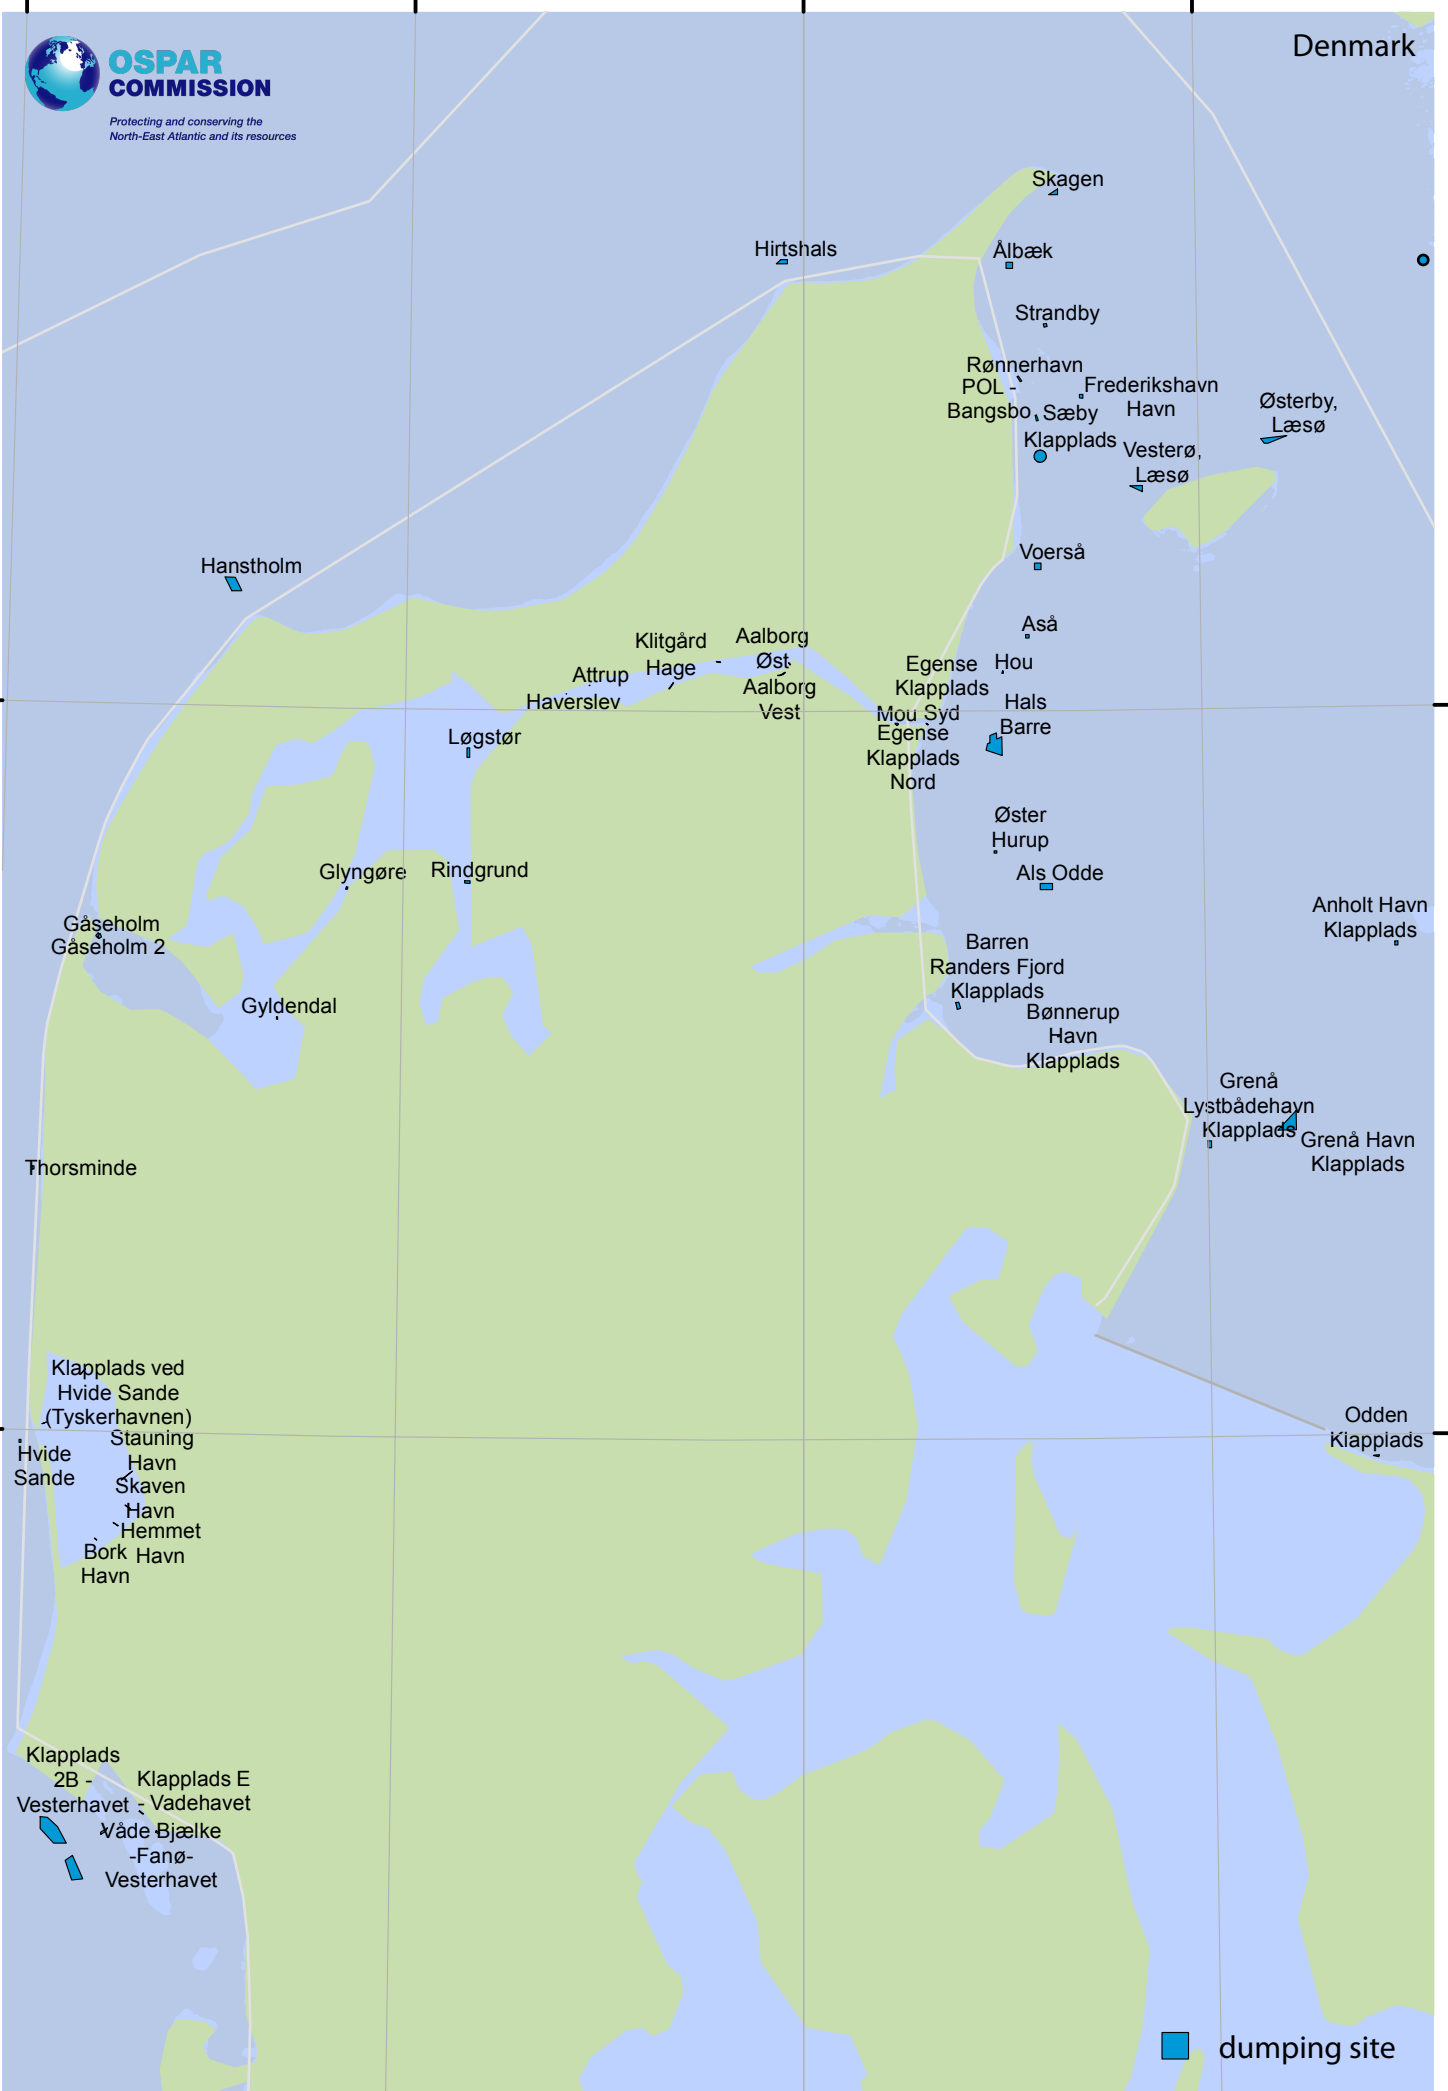 OSPAR
COMMISSION
Protecting and conserving the
North-East Atlantic and its resources
Denmark
Skagen
Hirtshals
Ålbæk
Strandby
Rønnerhavn
POL -
Bangsbo
Frederikshavn
Havn
Sæby
Klapplads
Østerby,
Læsø
Vesterø,
Læsø
Hanstholm
Voerså
Aså
Klitgård
Hage
Aalborg
Øst
Aalborg
Vest
Attrup
Haverslev
Egense
Klapplads
Syd
Hou
Hals
Barre
Mou
Egense
Klapplads
Nord
Løgstør
Øster
Hurup
Als Odde
Glyngøre
Rindgrund
Anholt Havn
Klapplads
Gåseholm
Gåseholm 2
Barren
Randers Fjord
Klapplads
Gyldendal
Bønnerup
Havn
Klapplads
Grenå
Lystbådehavn
Klapplads
Grenå Havn
Klapplads
Thorsminde
Klapplads ved
Hvide Sande
(Tyskerhavnen)
Odden
Klapplads
Hvide
Sande
Stauning
Havn
Skaven
Havn
Hemmet
Havn
Bork
Havn
Klapplads
2B -
Vesterhavet
Klapplads E
- Vadehavet
Våde Bjælke
-Fanø-
Vesterhavet
dumping site